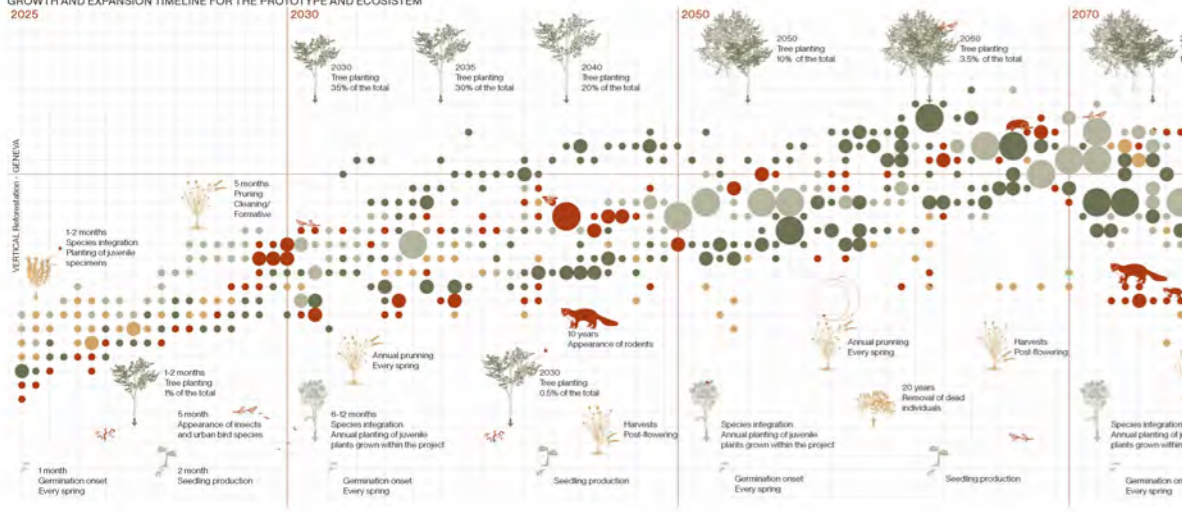 GROWTH AND EXPANSION TIMELINE FOR THE PROTOTYPE AND ECOSYSTEM
2025
2030
2050
2070
2030
Tree planting
35% of the total
2035
Tree planting
30% of the total
2040
Tree planting
20% of the total
2050
Tree planting
10% of the total
2060
Tree planting
3.5% of the total
VERTICAL Reforestation - GENEVA
5 months
Pruning
Cleaning/
Formative
1-2 months
Species integration
Planting of juvenile
specimens
10 years
Appearance of rodents
Annual prunning
Every spring
Annual prunning
Every spring
Harvests
Post-flowering
1-2 months
Tree planting
1% of the total
2030
Tree planting
0.5% of the total
20 years
Removal of dead
individuals
5 month
Appearance of insects
and urban bird species
6-12 months
Species integration
Annual planting of juvenile
plants grown within the project
Harvests
Post-flowering
Species integration
Annual planting of juvenile
plants grown within the project
Species integration
Annual planting of
plants grown within
1 month
Germination onset
Every spring
2 month
Seedling production
Germination onset
Every spring
Seedling production
Germination onset
Every spring
Seedling production
Germination
Every spring